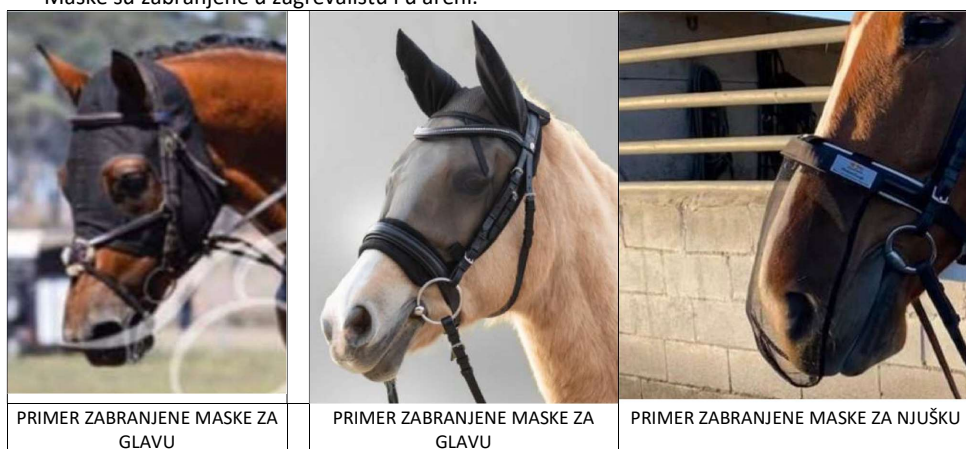 Maske su zabranjene u zagrevalištu i u areni.
PRIMER ZABRANJENE MASKE ZA
GLAVU
PRIMER ZABRANJENE MASKE ZA
GLAVU
PRIMER ZABRANJENE MASKE ZA NJUŠKU